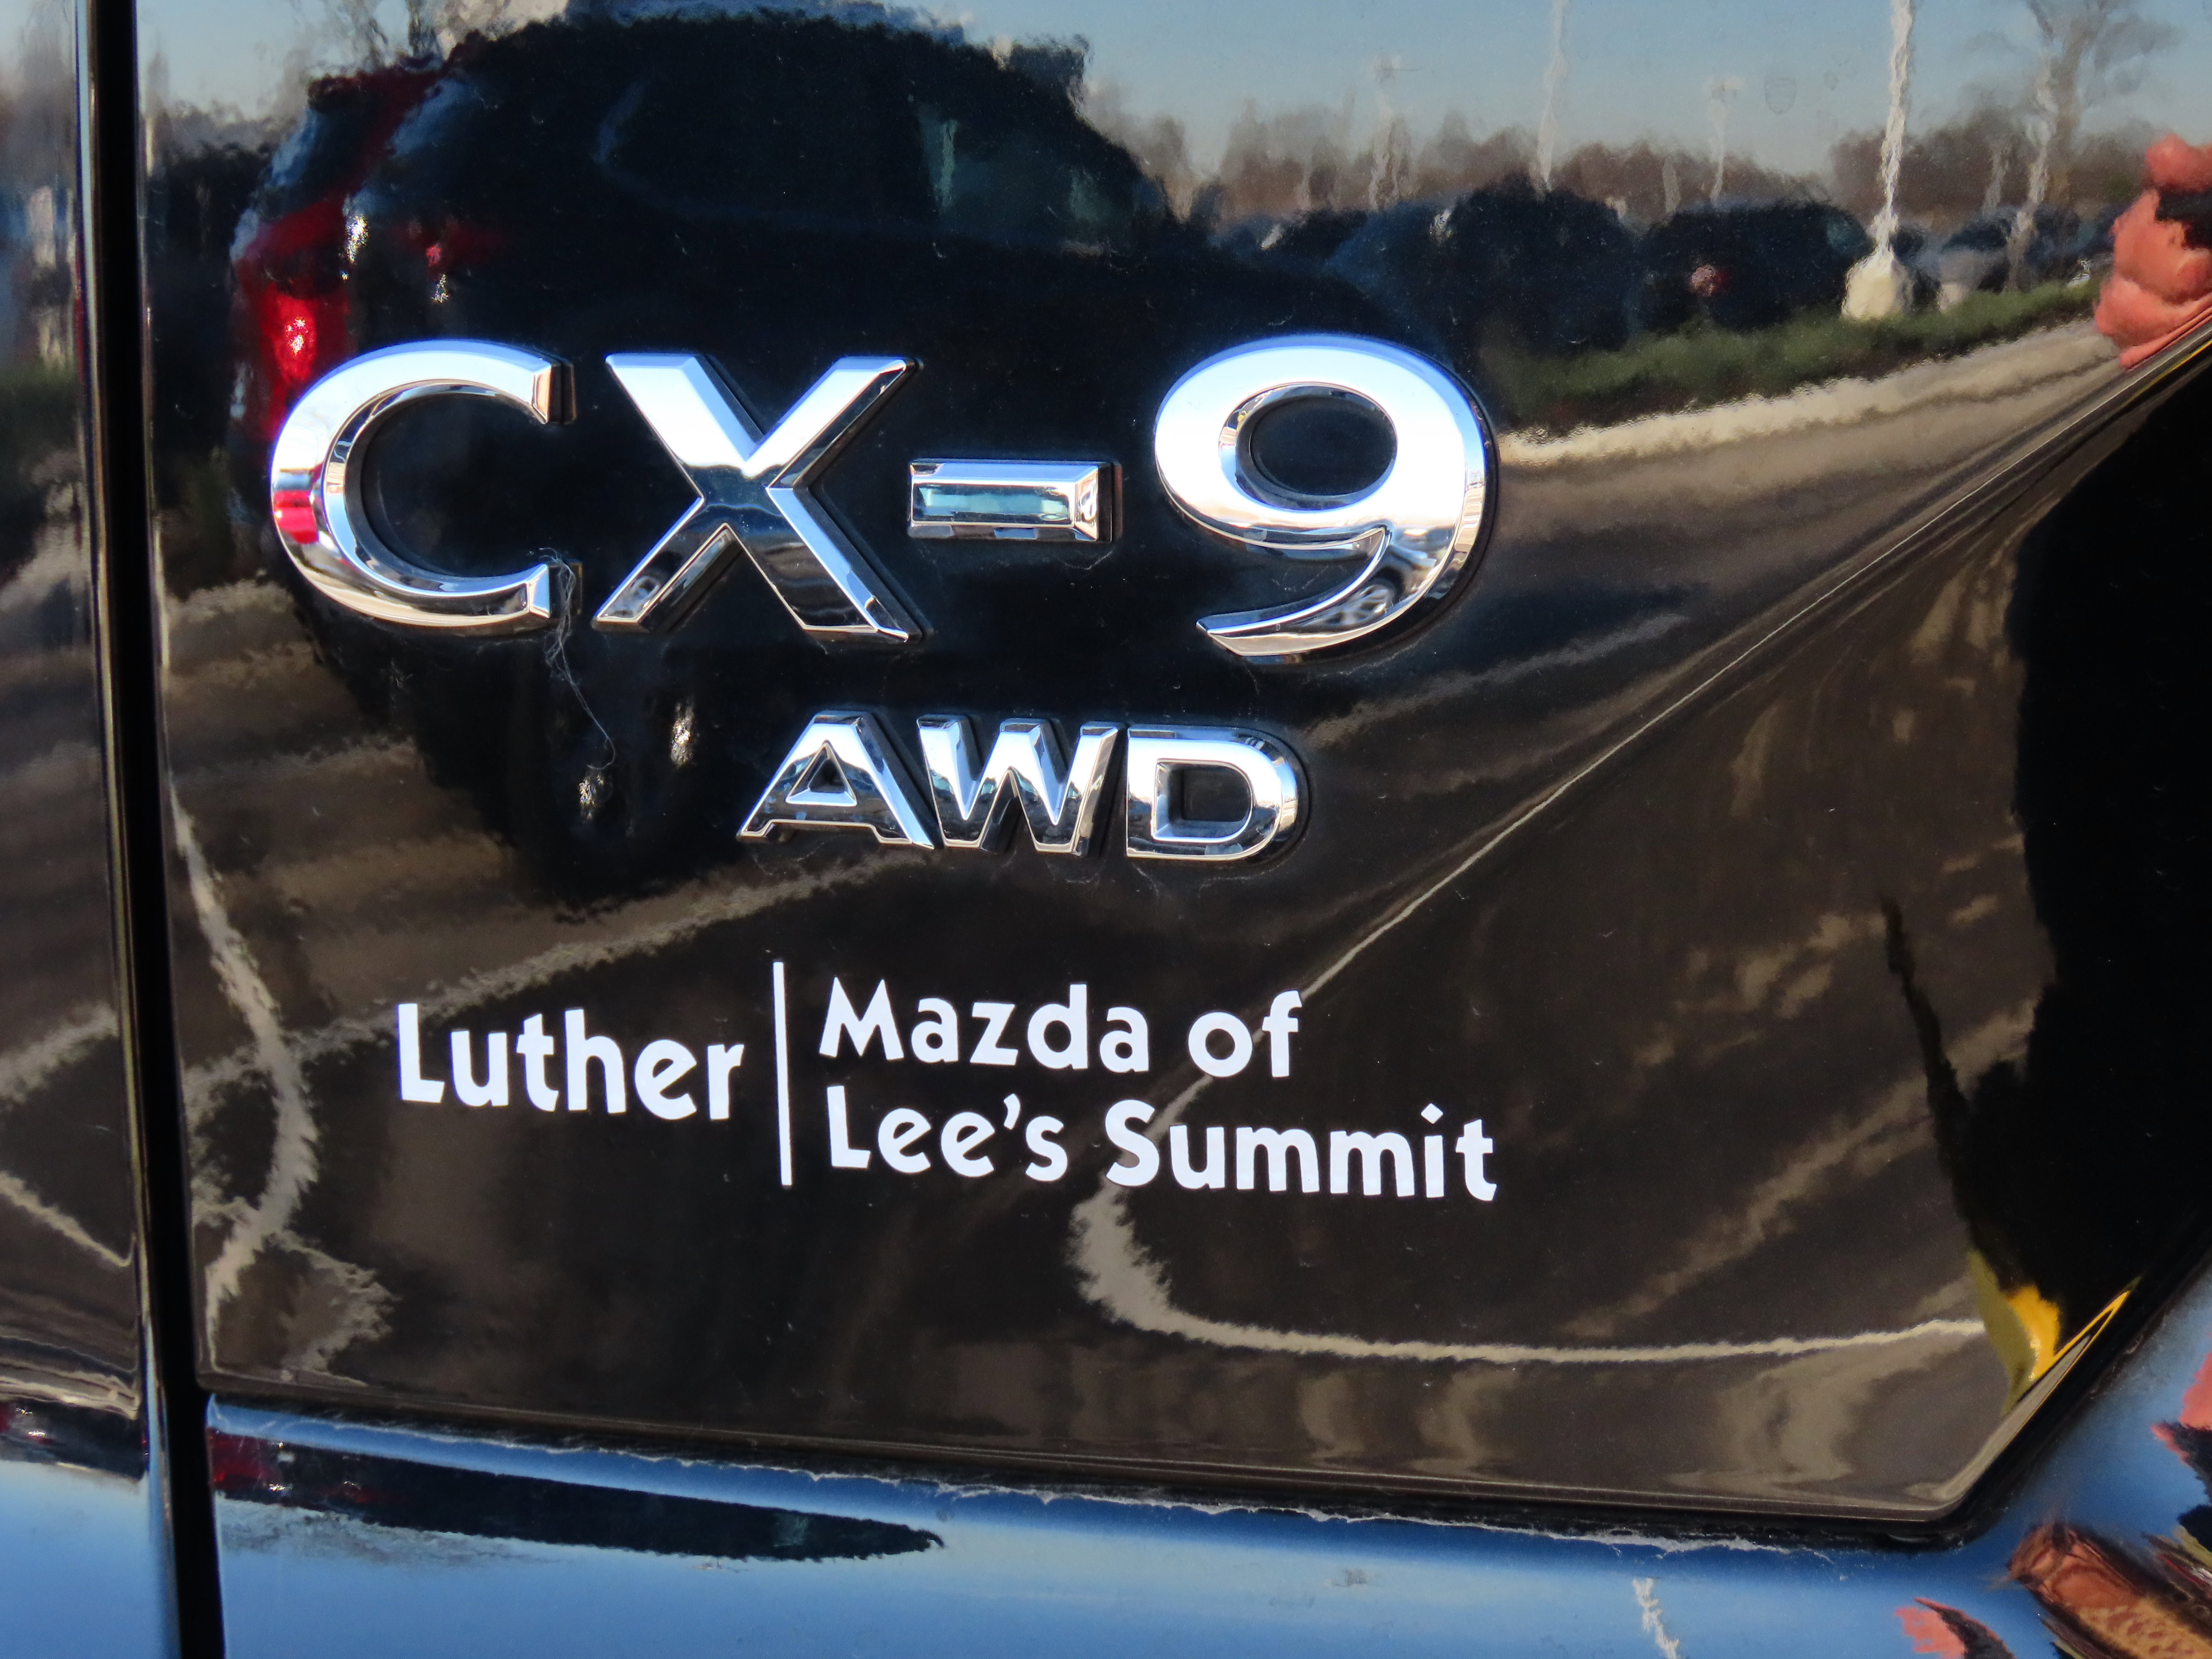 CX-9
AWD
Luther
Mazda of
Lee's Summit